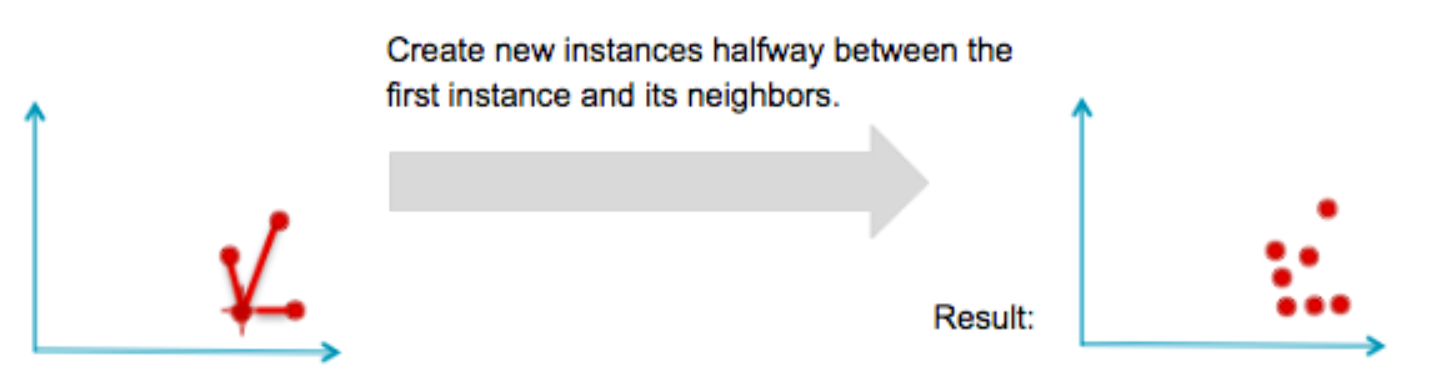 Create new instances halfway between the
first instance and its neighbors.
Result: